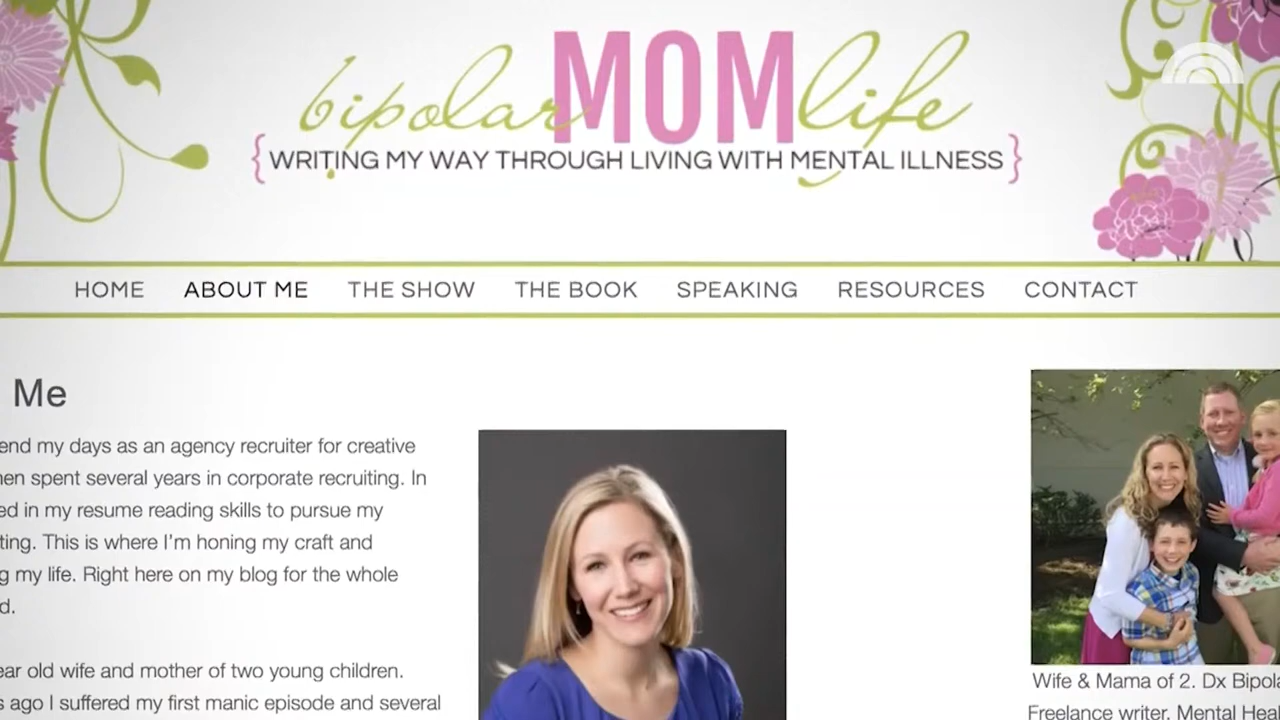 bipolar MOM life
{ WRITING MY WAY THROUGH LIVING WITH MENTAL ILLNESS }
HOME ABOUT ME THE SHOW THE BOOK SPEAKING RESOURCES CONTACT
Me
end my days as an agency recruiter for creative
en spent several years in corporate recruiting. In
ed in my resume reading skills to pursue my
ting. This is where I'm honing my craft and
g my life. Right here on my blog for the whole
d.
ear old wife and mother of two young children.
s ago I suffered my first manic episode and several
Wife & Mama of 2. Dx Bipola
Freelance writer. Mental Heal